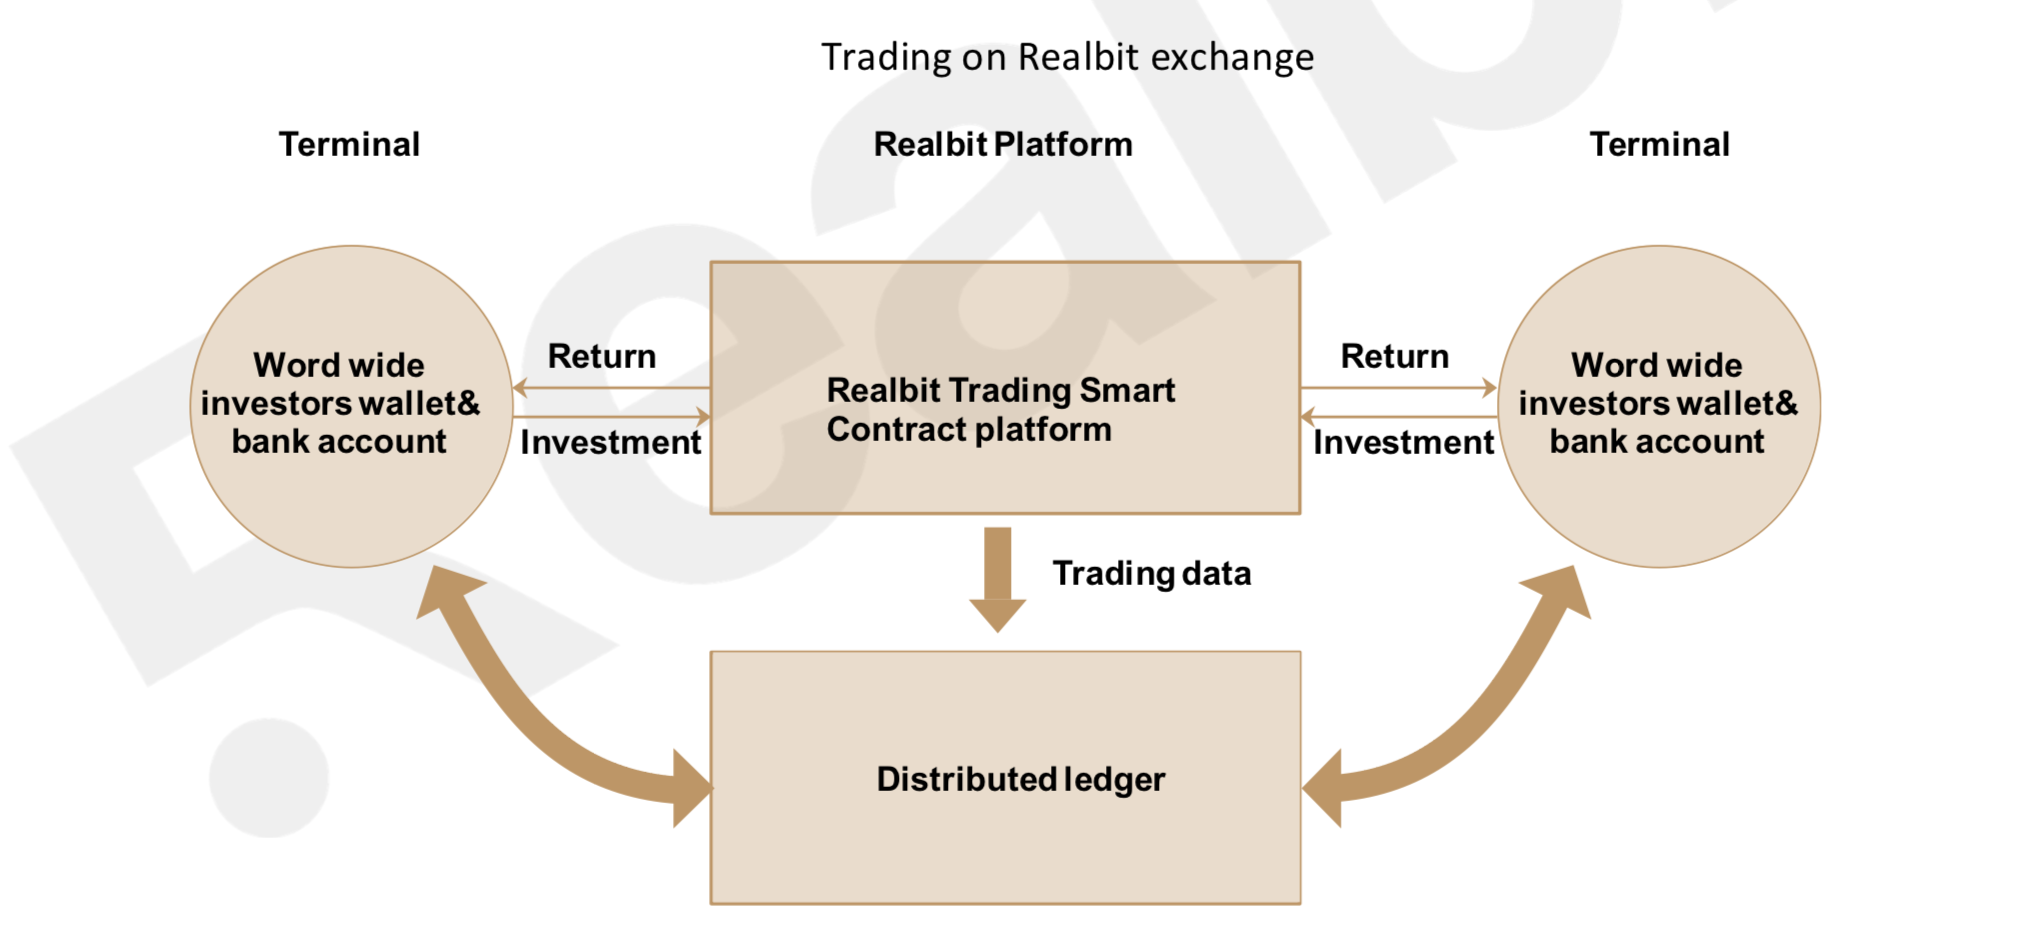 Trading on Realbit exchange
Terminal
Realbit Platform
Terminal
Word wide
investors wallet&
bank account
Return
Investment
Realbit Trading Smart
Contract platform
Return
Investment
Word wide
investors wallet&
bank account
Trading data
Distributed ledger